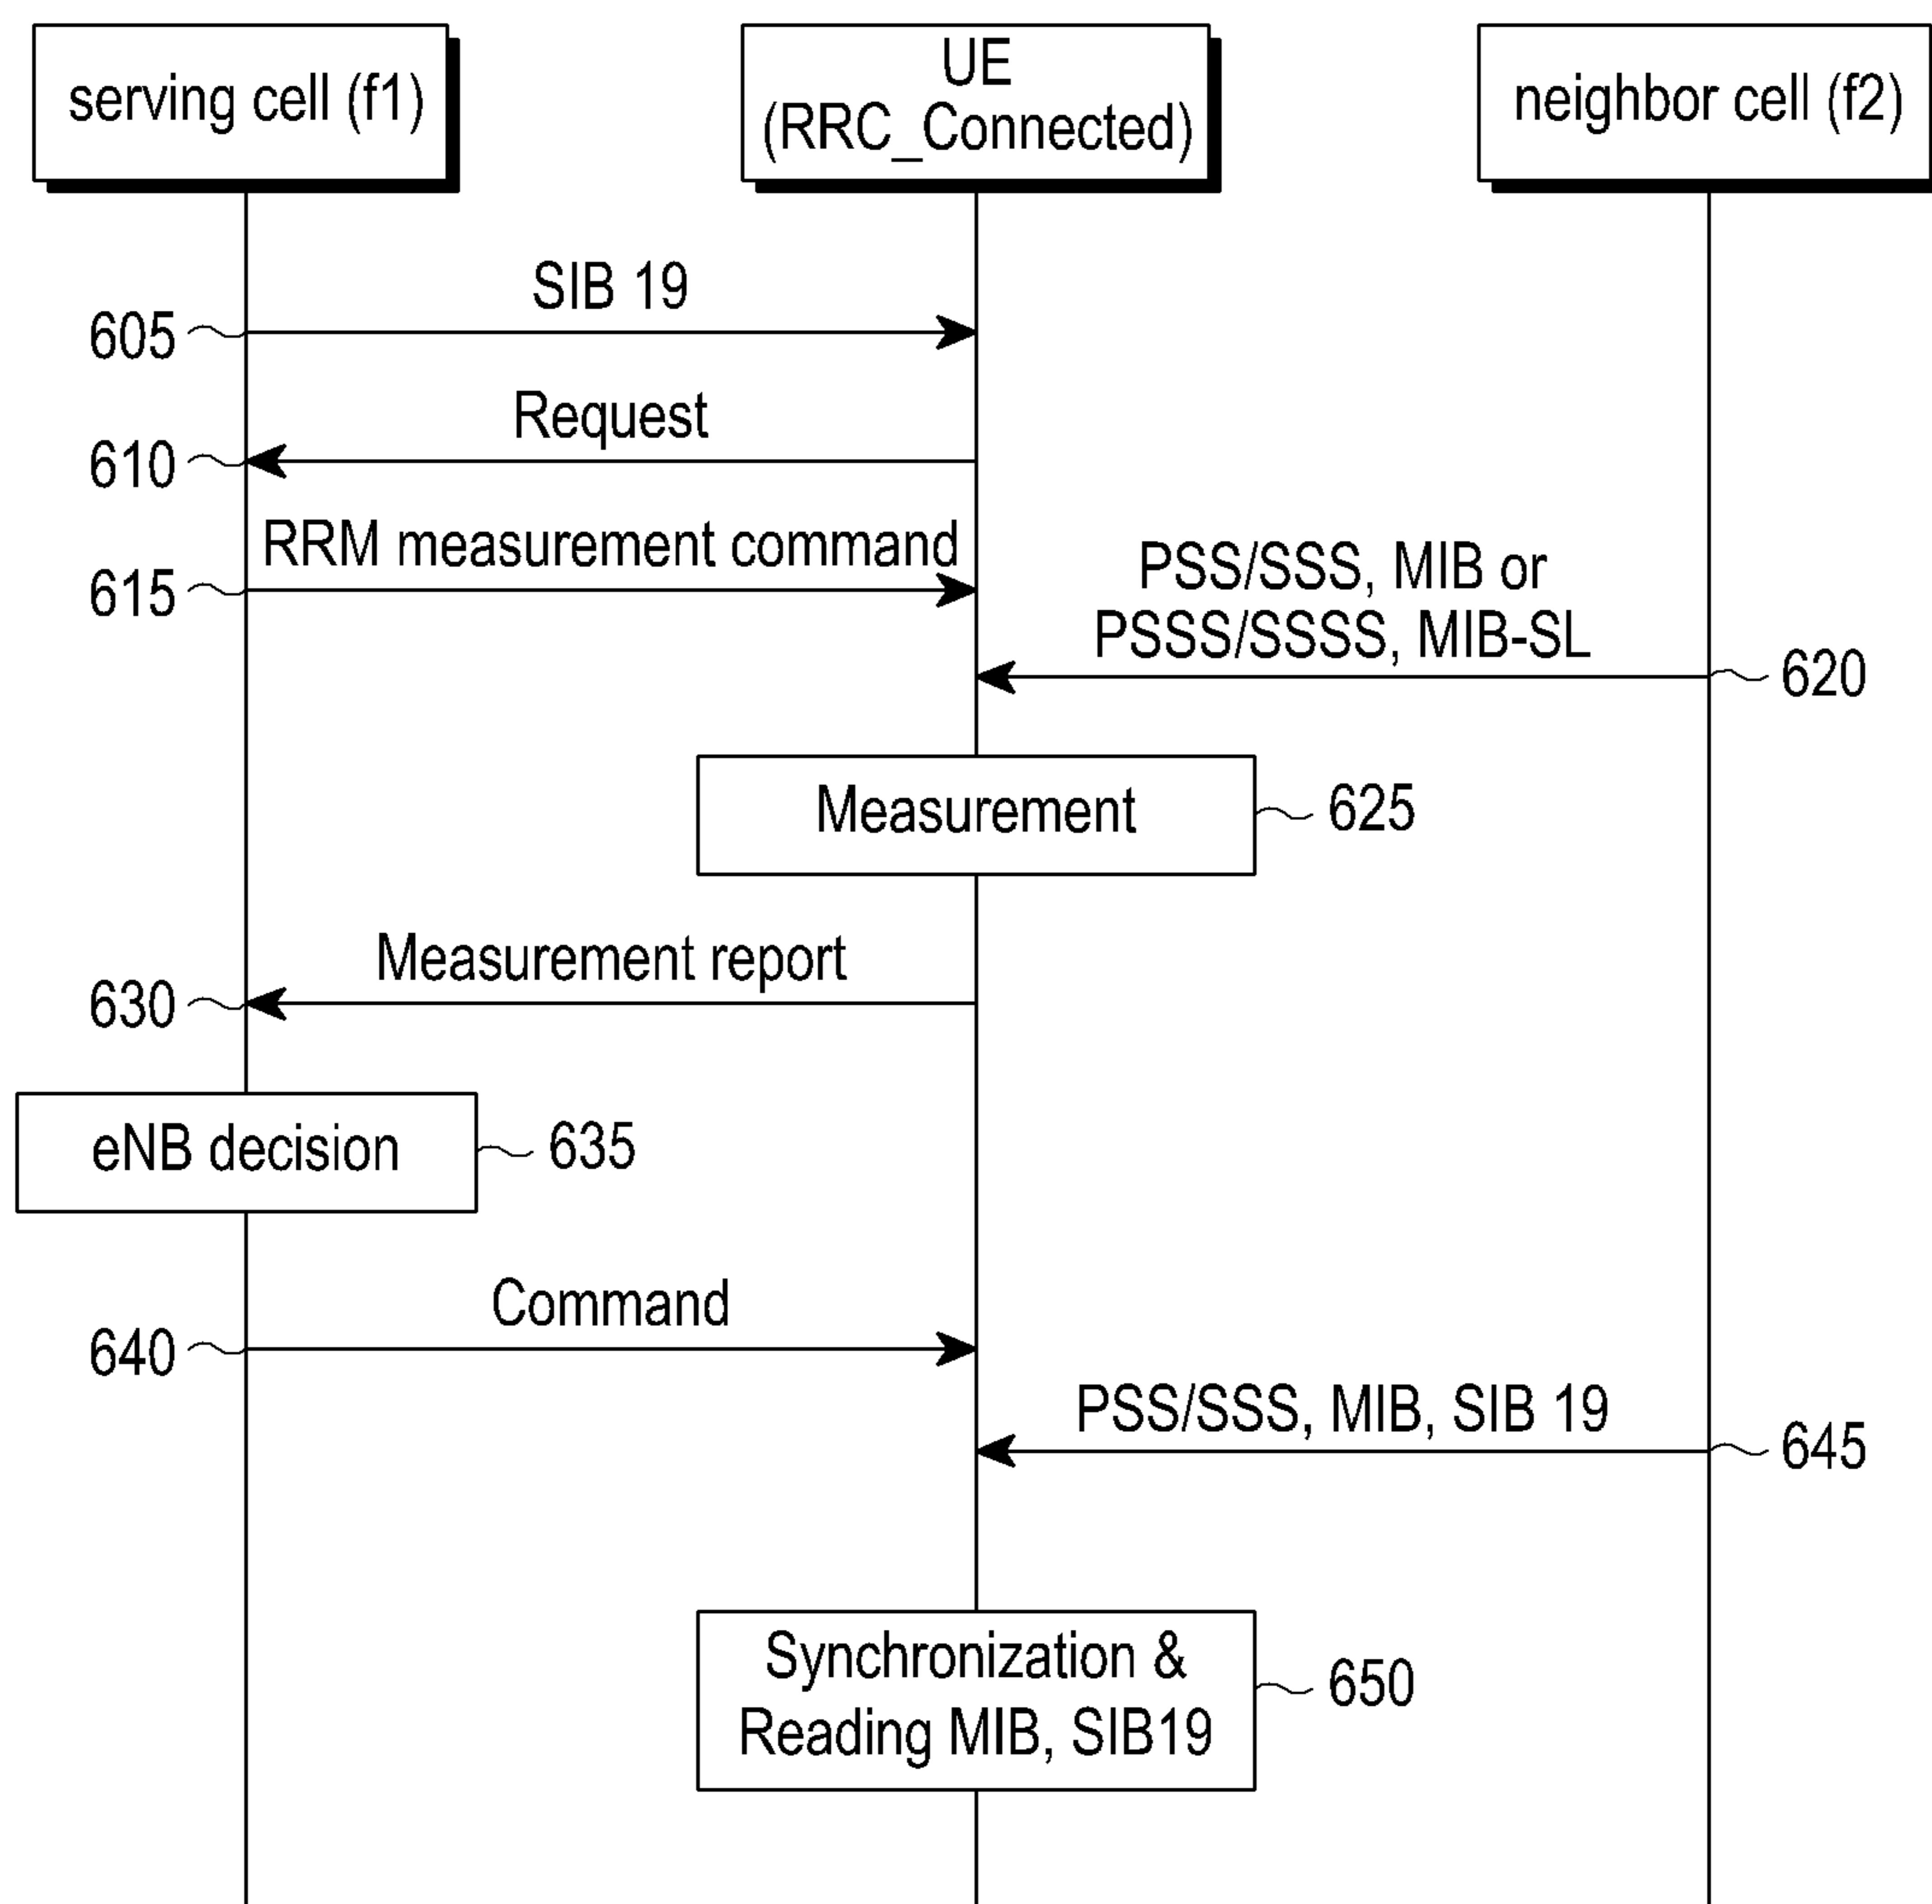 serving cell (f1)
UE
(RRC_Connected)
neighbor cell (f2)
SIB 19
605
Request
610
RRM measurement command
615
PSS/SSS, MIB or
PSSS/SSSS, MIB-SL
620
Measurement
625
Measurement report
630
eNB decision
635
Command
640
PSS/SSS, MIB, SIB 19
645
Synchronization &
Reading MIB, SIB19
650